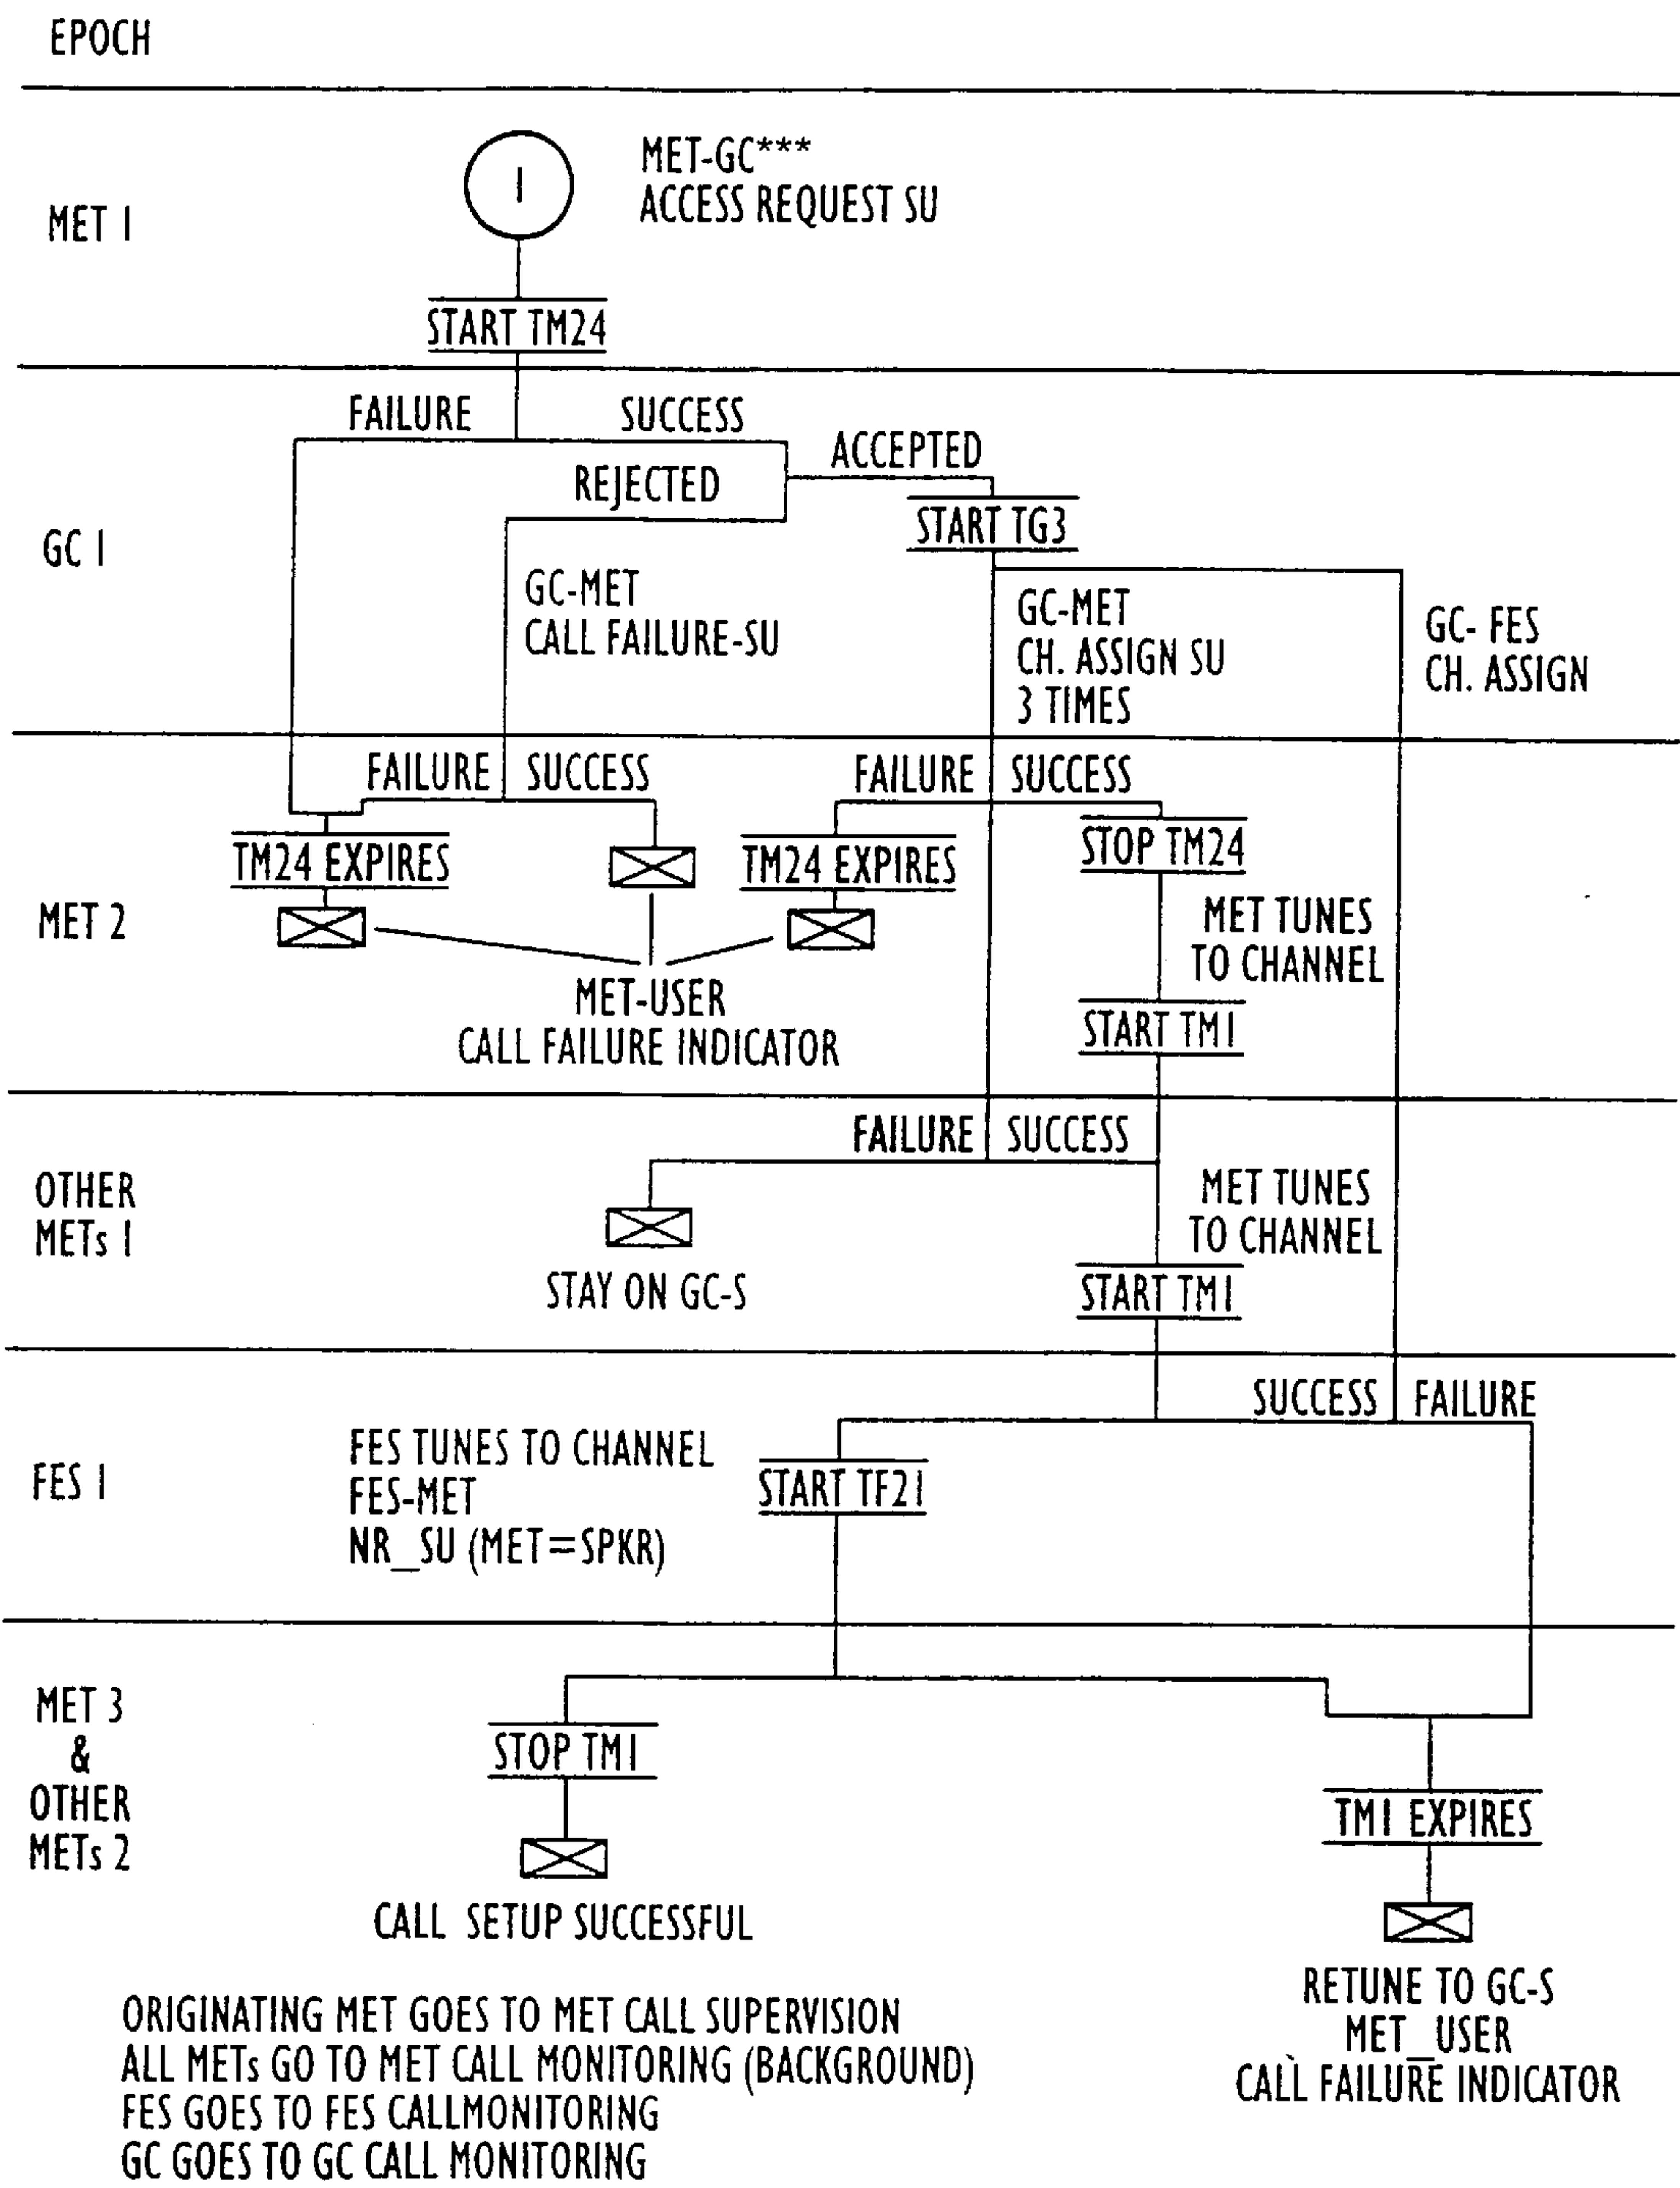 EPOCH
MET 1
1
MET-GC***
ACCESS REQUEST SU
START TM24
FAILURE
SUCCESS
ACCEPTED
REJECTED
START TG3
GC 1
GC-MET
CALL FAILURE-SU
GC-MET
CH. ASSIGN SU
3 TIMES
GC- FES
CH. ASSIGN
FAILURE
SUCCESS
FAILURE
SUCCESS
TM24 EXPIRES
TM24 EXPIRES
STOP TM24
MET 2
MET TUNES
TO CHANNEL
MET-USER
CALL FAILURE INDICATOR
START TM1
FAILURE
SUCCESS
OTHER
METs 1
MET TUNES
TO CHANNEL
STAY ON GC-S
START TM1
SUCCESS
FAILURE
FES 1
FES TUNES TO CHANNEL
FES-MET
NR_SU (MET=SPKR)
START TF21
MET 3
&
OTHER
METs 2
STOP TM1
TM1 EXPIRES
CALL SETUP SUCCESSFUL
RETUNE TO GC-S
MET_USER
CALL FAILURE INDICATOR
ORIGINATING MET GOES TO MET CALL SUPERVISION
ALL METs GO TO MET CALL MONITORING (BACKGROUND)
FES GOES TO FES CALLMONITORING
GC GOES TO GC CALL MONITORING